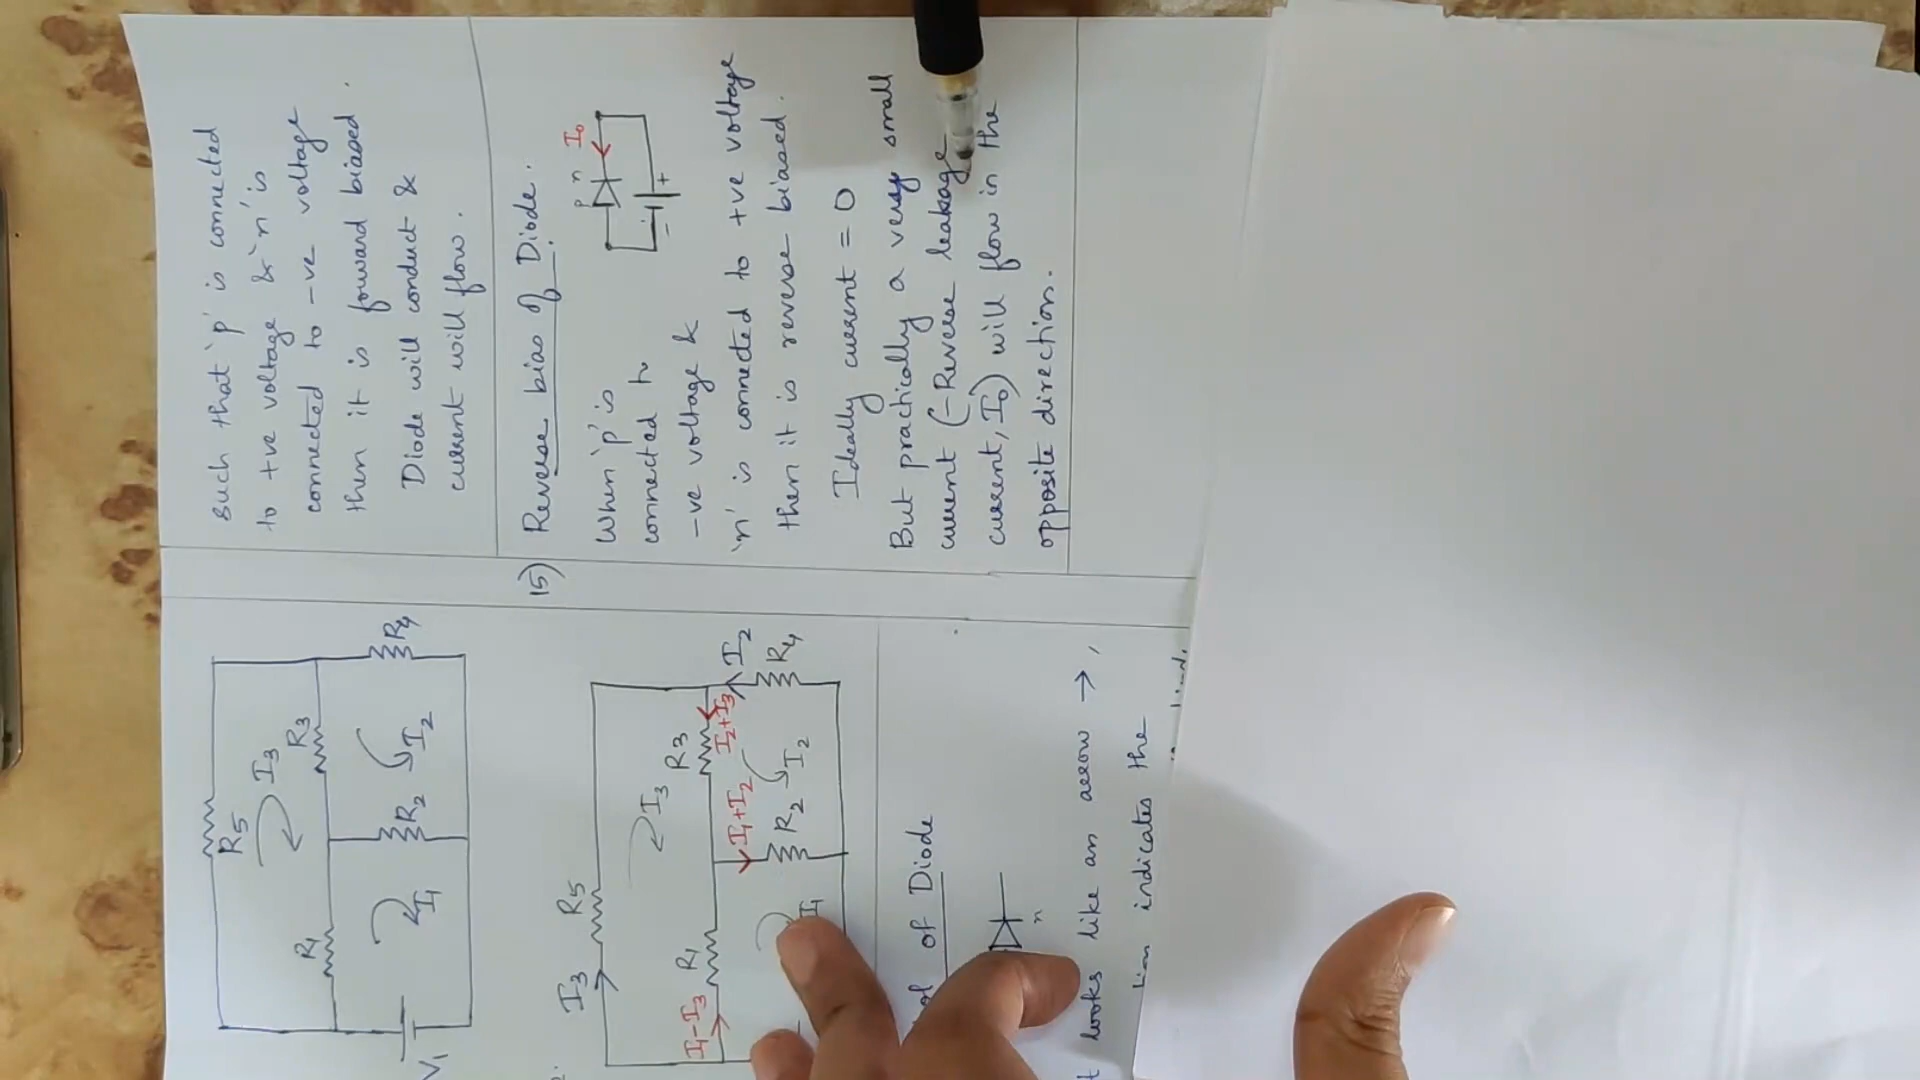 R5
I3
R1
R3
R2
R4
I1
I2
V1
I3
R5
I3
I1-I3
R1
I1+I2
R3
I2+I3
I2
R2
I2
R4
I1
of Diode
n
looks like an arrow →,
indicates the
such that 'p' is connected
to +ve voltage & 'n' is
connected to -ve voltage
then it is forward biased.
Diode will conduct &
current will flow.
15) Reverse bias of Diode.
p n I0
- +
When 'p' is
connected to
-ve voltage &
'n' is connected to +ve voltage
then it is reverse biased.
Ideally current = 0
But practically a very small
current (-Reverse leakage
current, I0) will flow in the
opposite direction.